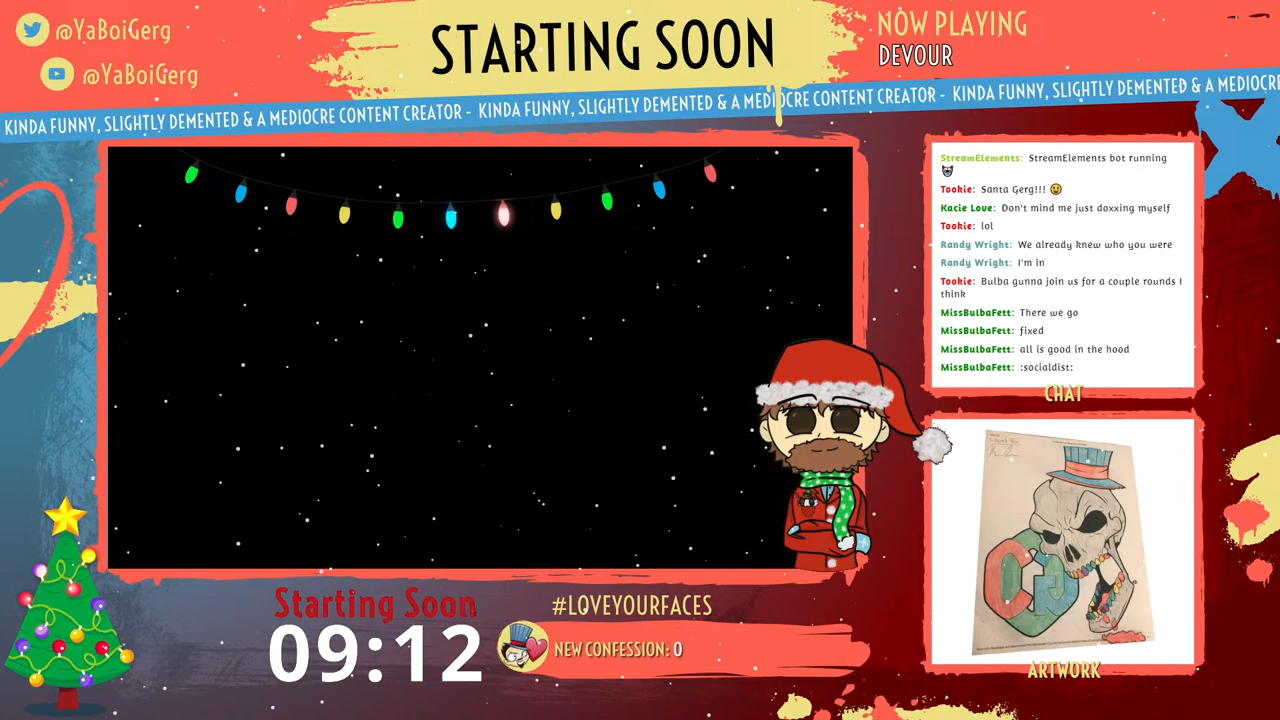 @YaBoiGerg
@YaBoiGerg
STARTING SOON
NOW PLAYING
DEVOUR
KINDA FUNNY, SLIGHTLY DEMENTED & A MEDIOCRE CONTENT CREATOR - KINDA FUNNY, SLIGHTLY DEMENTED & A MEDIOCRE CONTENT CREATOR - KINDA FUNNY, SLIGHTLY DEMENTED & A MEDIOCRE
StreamElements: StreamElements bot running
Tookie: Santa Gerg!!!
Kacie Love: Don't mind me just doxxing myself
Tookie: lol
Randy Wright: We already knew who you were
Randy Wright: I'm in
Tookie: Bulba gunna join us for a couple rounds I
think
MissBulbaFett: There we go
MissBulbaFett: fixed
MissBulbaFett: all is good in the hood
MissBulbaFett: :socialdist:
CHAT
Starting Soon
09:12
#LOVEYOURFACES
NEW CONFESSION: 0
ARTWORK